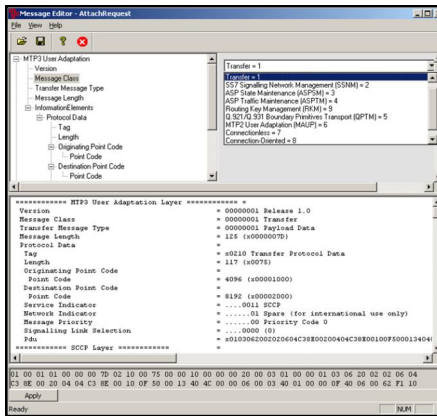 Message Editor - AttachRequest
File View Help
MTP3 User Adaptation
Version
Message Class
Transfer Message Type
Message Length
InformationElements
Protocol Data
Tag
Length
Originating Point Code
Point Code
Destination Point Code
Point Code
Transfer = 1
Transfer = 1
SS7 Signalling Network Management (SSNM) = 2
ASP State Maintenance (ASPSM) = 3
ASP Traffic Maintenance (ASPTM) = 4
Routing Key Management (RKM) = 9
Q.921/Q.931 Boundary Primitives Transport (QPTM) = 5
MTP2 User Adaptation (MAUP) = 6
Connectionless = 7
Connection-Oriented = 8
============ MTP3 User Adaptation Layer ============ =
Version = 00000001 Release 1.0
Message Class = 00000001 Transfer
Transfer Message Type = 00000001 Payload Data
Message Length = 125 (x0000007D)
Protocol Data =
Tag = x0210 Transfer Protocol Data
Length = 117 (x0075)
Originating Point Code =
Point Code = 4096 (x00001000)
Destination Point Code =
Point Code = 8192 (x00002000)
Service Indicator = ....0011 SCCP
Network Indicator = ......01 Spare (for international use only)
Message Priority = ......00 Priority Code 0
Signalling Link Selection = ....0000 (0)
Pdu
============ SCCP Layer ============ =
01 00 01 01 00 00 00 7D 02 10 00 75 00 00 10 00 00 00 20 00 03 01 00 00 01 03 06 20 02 02 06 04
C3 8E 00 20 04 04 C3 8E 00 10 0F 50 00 13 40 4C 00 00 06 00 03 40 01 00 00 0F 40 06 00 62 F1 10
Apply
Ready
NUM